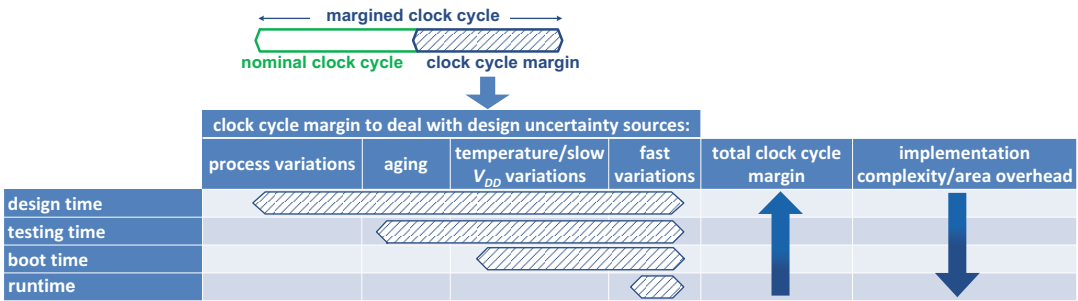 margined clock cycle
nominal clock cycle clock cycle margin
clock cycle margin to deal with design uncertainty sources:
process variations
aging
temperature/slow
V_DD variations
fast
variations
total clock cycle
margin
implementation
complexity/area overhead
design time
testing time
boot time
runtime